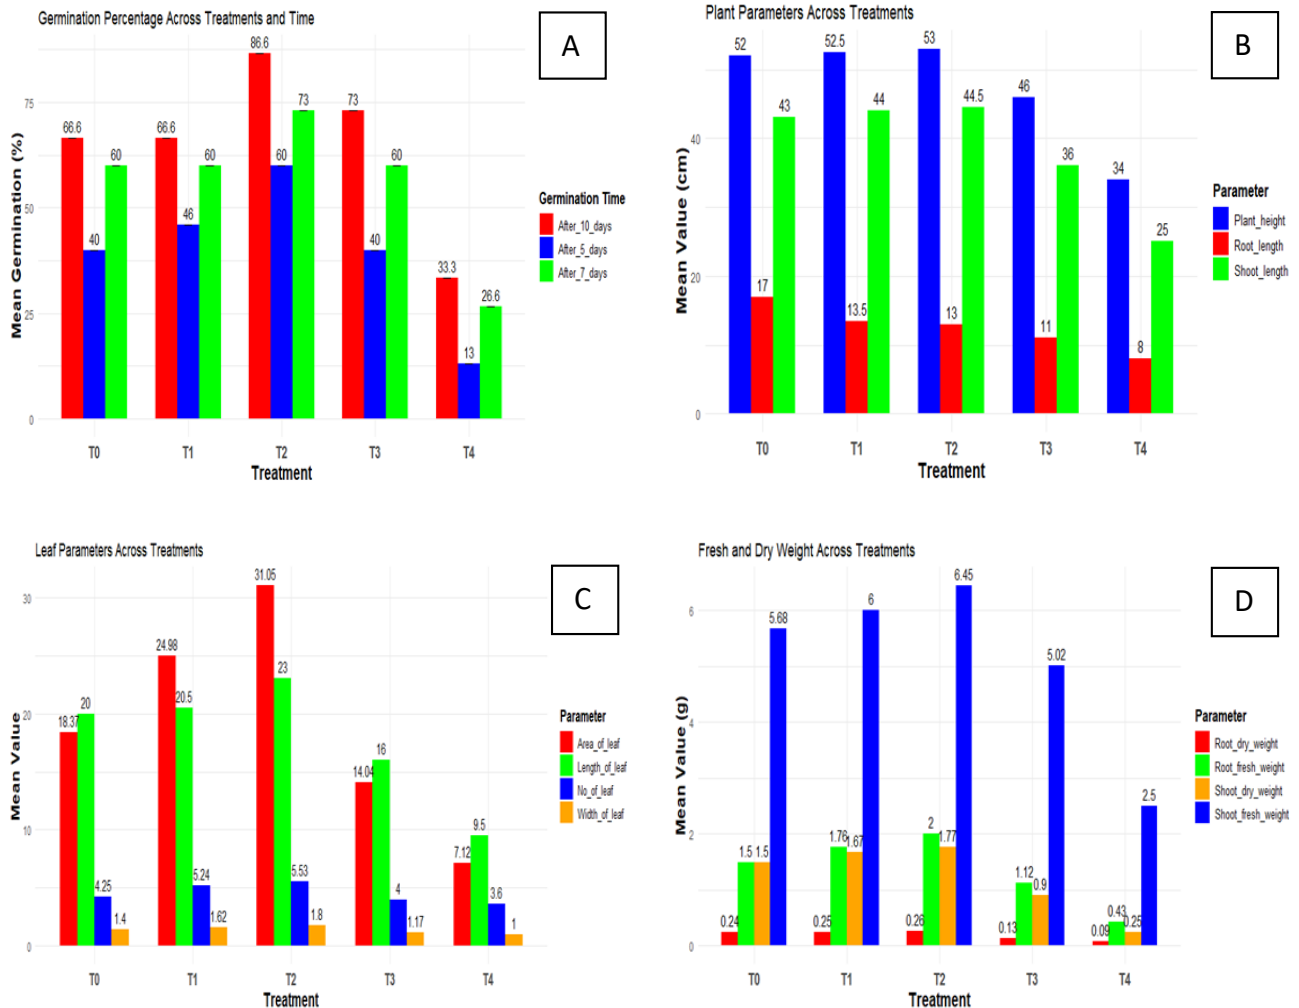 Germination Percentage Across Treatments and Time
A
86.6
73
73
66.6
66.6
60
60
60
60
46
40
40
33.3
26.6
13
75
50
25
0
Mean Germination (%)
T0 T1 T2 T3 T4
Treatment
Germination Time
After_10_days
After_5_days
After_7_days
Plant Parameters Across Treatments
B
52
52.5
53
46
43
44
44.5
36
34
25
17
13.5
13
11
8
40
20
0
Mean Value (cm)
T0 T1 T2 T3 T4
Treatment
Parameter
Plant_height
Root_length
Shoot_length
Leaf Parameters Across Treatments
C
31.05
24.98
23
20.5
20
18.37
16
14.04
9.5
7.12
5.53
5.24
4.25
4
3.6
1.8
1.62
1.4
1.17
1
30
20
10
0
Mean Value
T0 T1 T2 T3 T4
Treatment
Parameter
Area_of_leaf
Length_of_leaf
No_of_leaf
Width_of_leaf
Fresh and Dry Weight Across Treatments
D
6.45
6
5.68
5.02
2.5
2
1.76
1.67
1.77
1.5 1.5
1.12
0.9
0.43
0.25
0.24
0.25
0.26
0.13
0.09
6
4
2
0
Mean Value (g)
T0 T1 T2 T3 T4
Treatment
Parameter
Root_dry_weight
Root_fresh_weight
Shoot_dry_weight
Shoot_fresh_weight